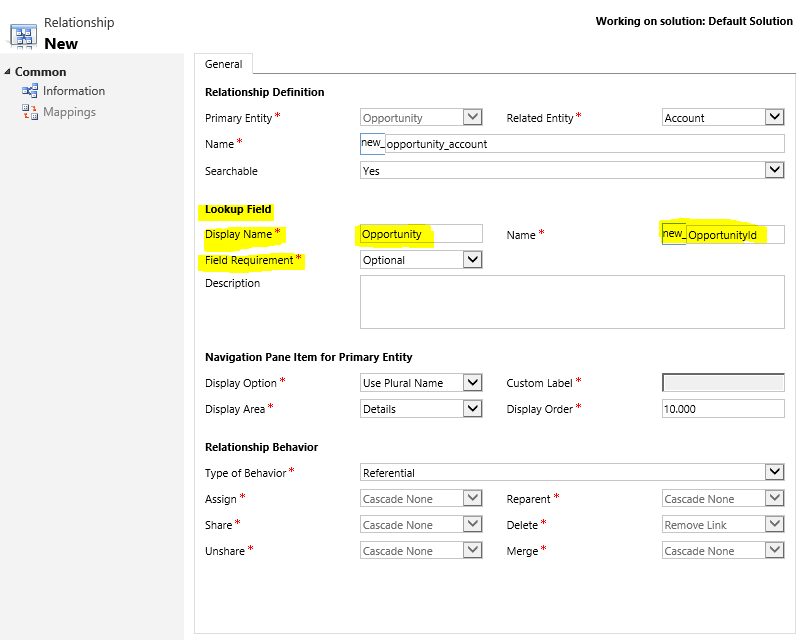 Relationship
New
Working on solution: Default Solution
Common
Information
Mappings
General
Relationship Definition
Primary Entity * Opportunity Related Entity * Account
Name * new_ opportunity_account
Searchable Yes
Lookup Field
Display Name * Opportunity Name * new_ OpportunityId
Field Requirement * Optional
Description
Navigation Pane Item for Primary Entity
Display Option * Use Plural Name Custom Label *
Display Area * Details Display Order * 10.000
Relationship Behavior
Type of Behavior * Referential
Assign * Cascade None Reparent * Cascade None
Share * Cascade None Delete * Remove Link
Unshare * Cascade None Merge * Cascade None